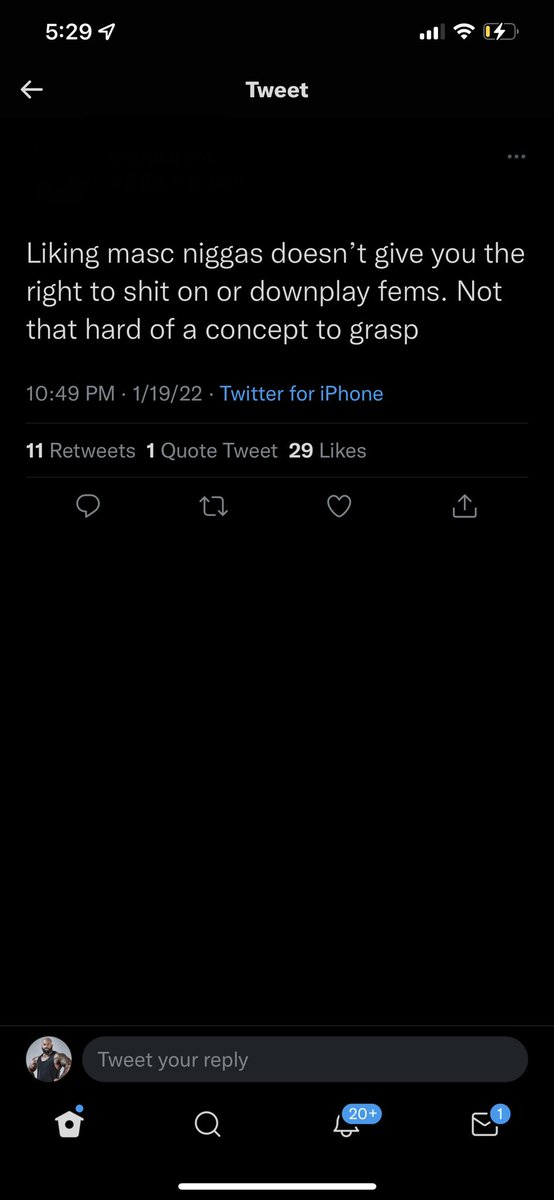 5:29
Tweet
Liking masc niggas doesn’t give you the
right to shit on or downplay fems. Not
that hard of a concept to grasp
10:49 PM · 1/19/22 · Twitter for iPhone
11 Retweets 1 Quote Tweet 29 Likes
Tweet your reply
20+
1